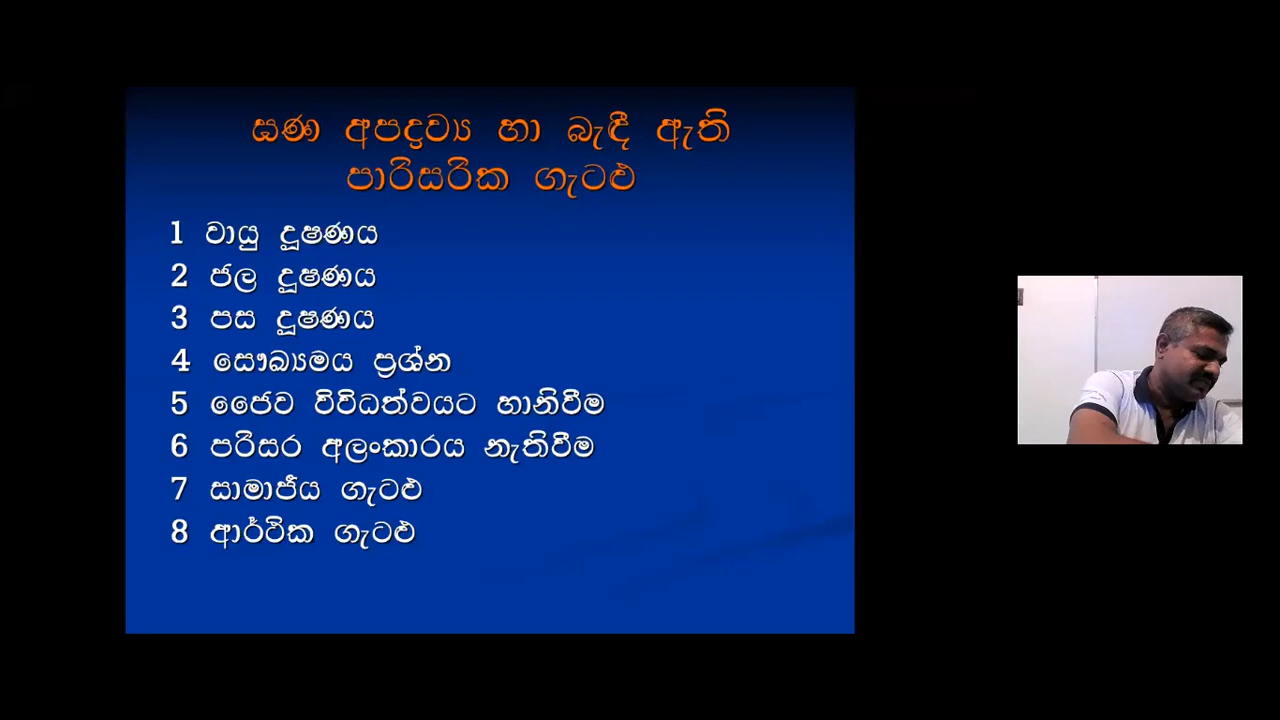 ඝණ අපද්‍රව්‍ය හා බැඳී ඇති
පාරිසරික ගැටළු
1 වායු දූෂණය
2 ජල දූෂණය
3 පස දූෂණය
4 සෞඛ්‍යමය ප්‍රශ්න
5 ජෛව විවිධත්වයට හානිවීම
6 පරිසර අලංකාරය නැතිවීම
7 සාමාජීය ගැටළු
8 ආර්ථික ගැටළු